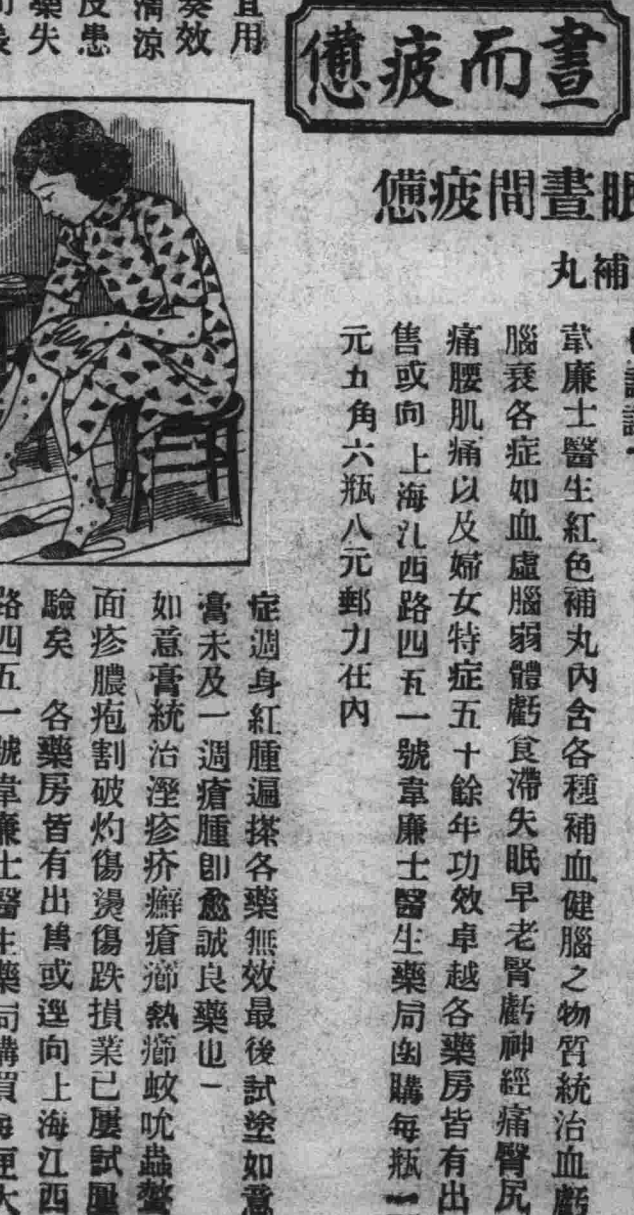 晝而疲憊
眠晝間疲憊
補丸
韋廉士醫生紅色補丸內含各種補血健腦之物質統治血虧
腦衰各症如血虛腦弱體虧食滯失眠早老腎虧神經痛臀尻
痛腰肌痛以及婦女特症五十餘年功效卓越各藥房皆有出
售或向上海江西路四五一號韋廉士醫生藥局函購每瓶一
元五角六瓶八元郵力在內
宜用
奏效
清涼
反患
藥失
症週身紅腫遍搽各藥無效最後試塗如意
膏未及一週瘡腫即愈誠良藥也
如意膏統治溼疹疥癬瘡癤熱癤蚊吮蟲螫
面疹膿疱割破灼傷燙傷跌損業已屢試屢
驗矣 各藥房皆有出售或逕向上海江西
路四五一號韋廉士醫生藥局購買每匣大